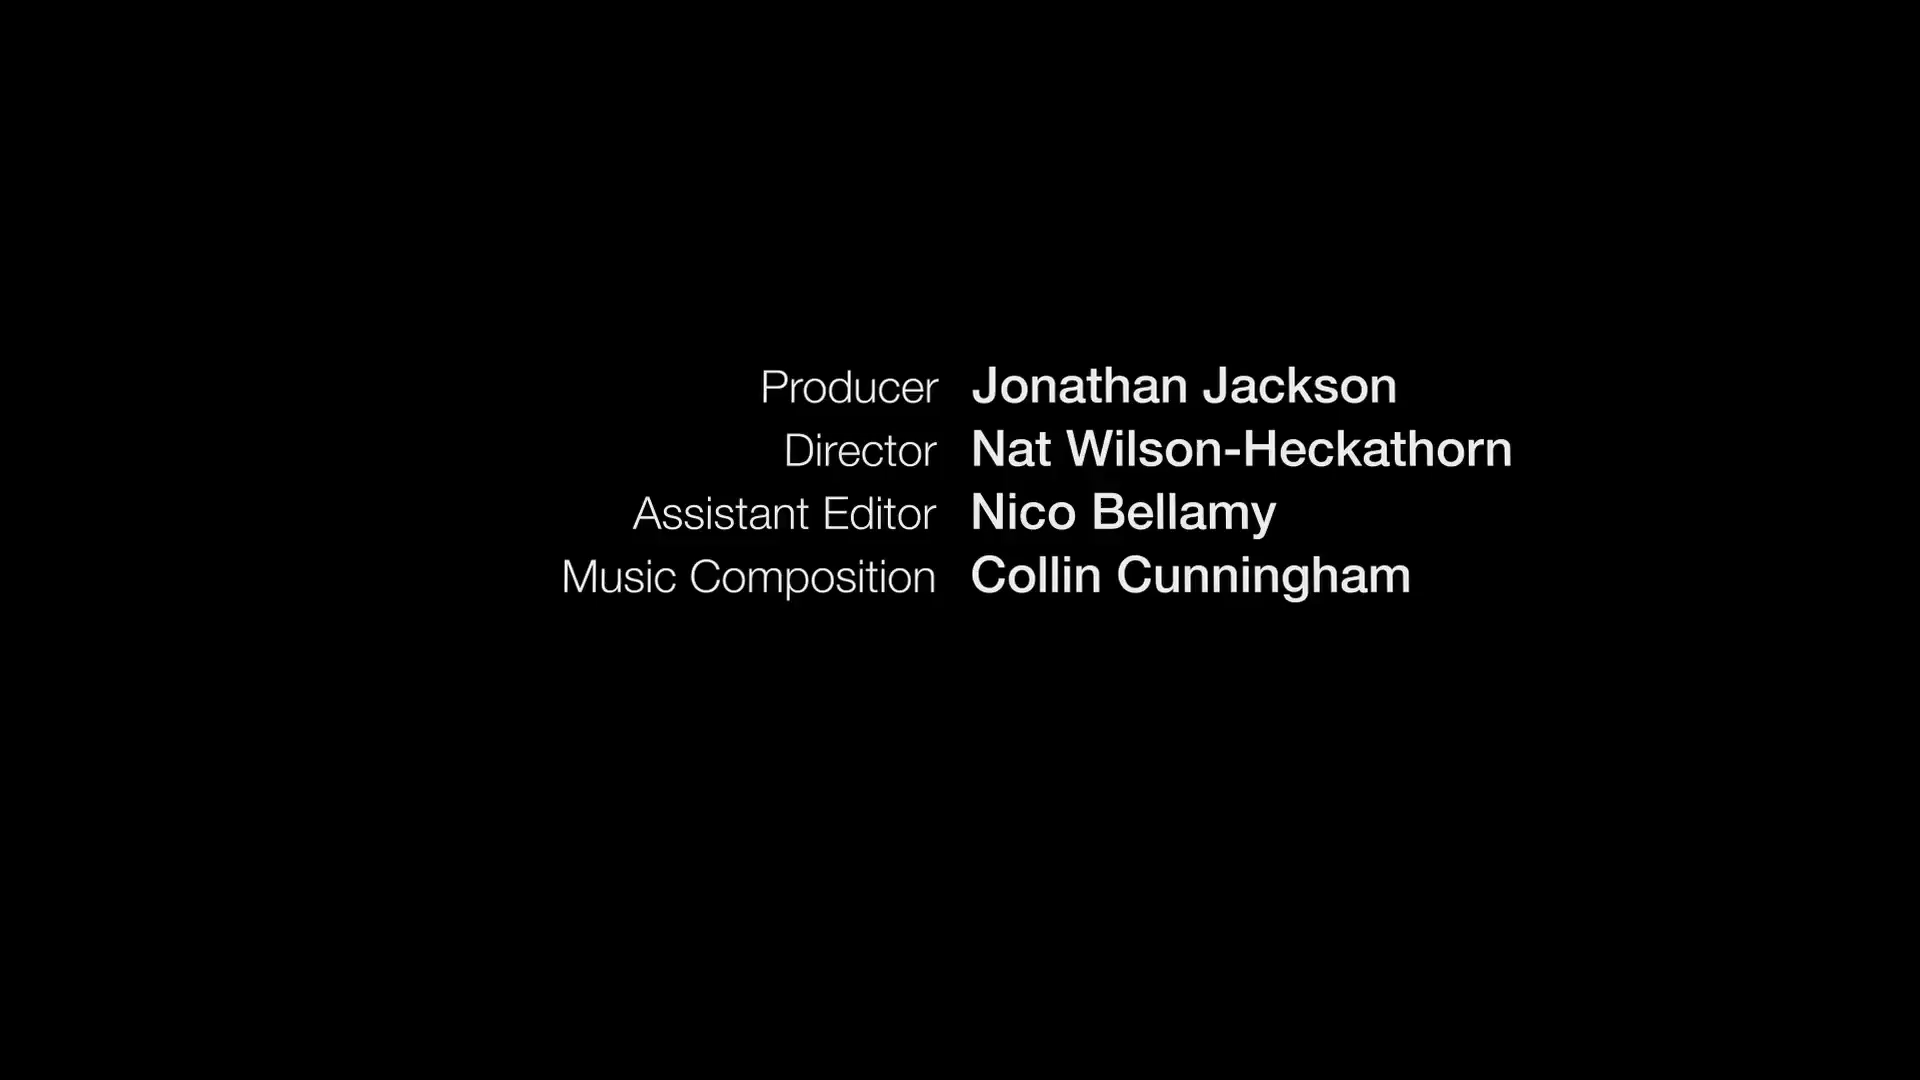 Producer Jonathan Jackson
Director Nat Wilson-Heckathorn
Assistant Editor Nico Bellamy
Music Composition Collin Cunningham